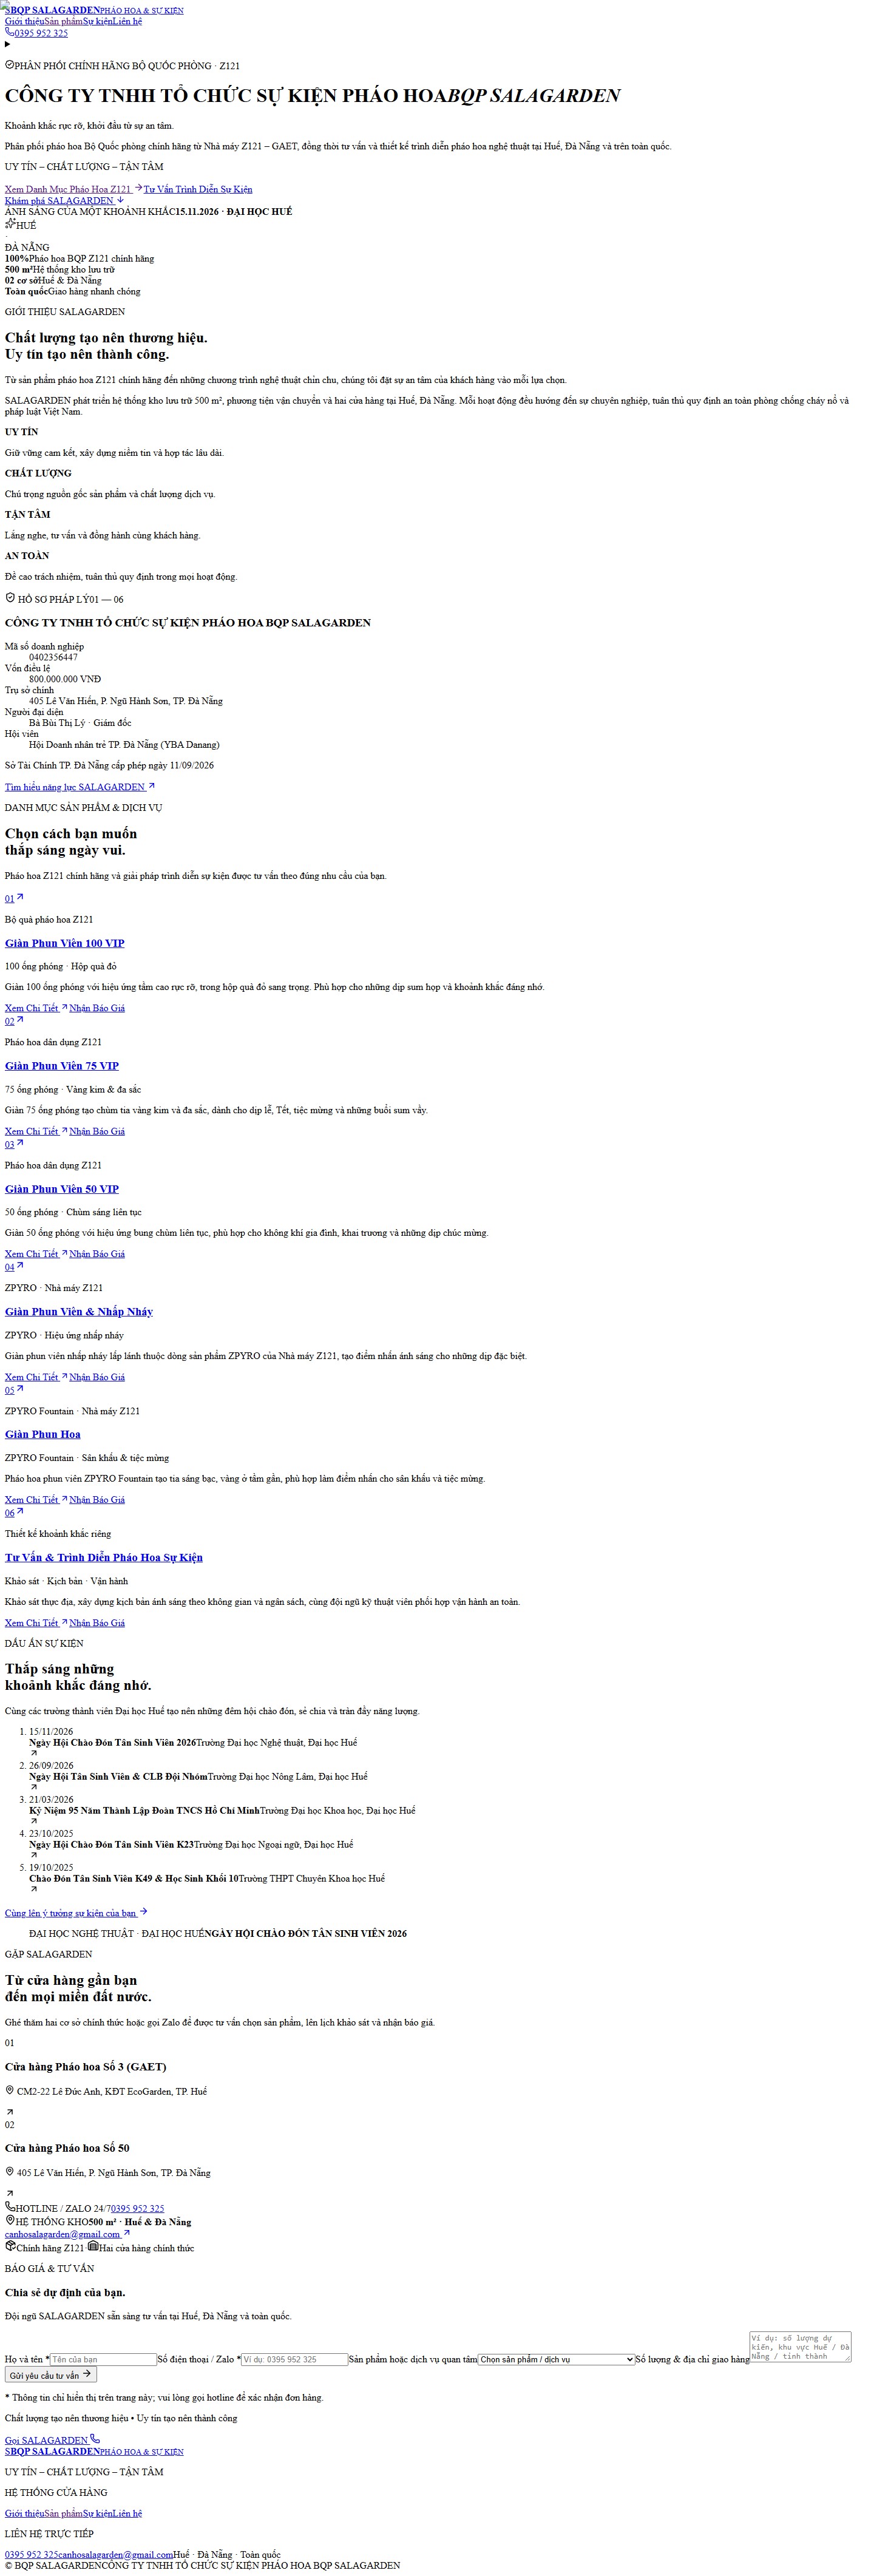 SBQP SALAGARDENPHÁO HOA & SỰ KIỆN
Giới thiệuSản phẩmSự kiệnLiên hệ
0395 952 325
PHÂN PHỐI CHÍNH HÃNG BỘ QUỐC PHÒNG · Z121
CÔNG TY TNHH TỔ CHỨC SỰ KIỆN PHÁO HOABQP SALAGARDEN
Khoảnh khắc rực rỡ, khởi đầu từ sự an tâm.
Phân phối pháo hoa Bộ Quốc phòng chính hãng từ Nhà máy Z121 – GAET, đồng thời tư vấn và thiết kế trình diễn pháo hoa nghệ thuật tại Huế, Đà Nẵng và trên toàn quốc.
UY TÍN – CHẤT LƯỢNG – TẬN TÂM
Xem Danh Mục Pháo Hoa Z121 Tư Vấn Trình Diễn Sự Kiện
Khám phá SALAGARDEN
ÁNH SÁNG CỦA MỘT KHOẢNH KHẮC15.11.2026 · ĐẠI HỌC HUẾ
HUẾ
·
ĐÀ NẴNG
100%Pháo hoa BQP Z121 chính hãng
500 m²Hệ thống kho lưu trữ
02 cơ sởHuế & Đà Nẵng
Toàn quốcGiao hàng nhanh chóng
GIỚI THIỆU SALAGARDEN
Chất lượng tạo nên thương hiệu.
Uy tín tạo nên thành công.
Từ sản phẩm pháo hoa Z121 chính hãng đến những chương trình nghệ thuật chỉn chu, chúng tôi đặt sự an tâm của khách hàng vào mỗi lựa chọn.
SALAGARDEN phát triển hệ thống kho lưu trữ 500 m², phương tiện vận chuyển và hai cửa hàng tại Huế, Đà Nẵng. Mỗi hoạt động đều hướng đến sự chuyên nghiệp, tuân thủ quy định an toàn phòng chống cháy nổ và
pháp luật Việt Nam.
UY TÍN
Giữ vững cam kết, xây dựng niềm tin và hợp tác lâu dài.
CHẤT LƯỢNG
Chú trọng nguồn gốc sản phẩm và chất lượng dịch vụ.
TẬN TÂM
Lắng nghe, tư vấn và đồng hành cùng khách hàng.
AN TOÀN
Đề cao trách nhiệm, tuân thủ quy định trong mọi hoạt động.
HỒ SƠ PHÁP LÝ01 — 06
CÔNG TY TNHH TỔ CHỨC SỰ KIỆN PHÁO HOA BQP SALAGARDEN
Mã số doanh nghiệp
0402356447
Vốn điều lệ
800.000.000 VNĐ
Trụ sở chính
405 Lê Văn Hiến, P. Ngũ Hành Sơn, TP. Đà Nẵng
Người đại diện
Bà Bùi Thị Lý · Giám đốc
Hội viên
Hội Doanh nhân trẻ TP. Đà Nẵng (YBA Danang)
Sở Tài Chính TP. Đà Nẵng cấp phép ngày 11/09/2026
Tìm hiểu năng lực SALAGARDEN
DANH MỤC SẢN PHẨM & DỊCH VỤ
Chọn cách bạn muốn
thắp sáng ngày vui.
Pháo hoa Z121 chính hãng và giải pháp trình diễn sự kiện được tư vấn theo đúng nhu cầu của bạn.
01
Bộ quà pháo hoa Z121
Giàn Phun Viên 100 VIP
100 ống phóng · Hộp quà đỏ
Giàn 100 ống phóng với hiệu ứng tầm cao rực rỡ, trong hộp quà đỏ sang trọng. Phù hợp cho những dịp sum họp và khoảnh khắc đáng nhớ.
Xem Chi Tiết Nhận Báo Giá
02
Pháo hoa dân dụng Z121
Giàn Phun Viên 75 VIP
75 ống phóng · Vàng kim & đa sắc
Giàn 75 ống phóng tạo chùm tia vàng kim và đa sắc, dành cho dịp lễ, Tết, tiệc mừng và những buổi sum vầy.
Xem Chi Tiết Nhận Báo Giá
03
Pháo hoa dân dụng Z121
Giàn Phun Viên 50 VIP
50 ống phóng · Chùm sáng liên tục
Giàn 50 ống phóng với hiệu ứng bung chùm liên tục, phù hợp cho không khí gia đình, khai trương và những dịp chúc mừng.
Xem Chi Tiết Nhận Báo Giá
04
ZPYRO · Nhà máy Z121
Giàn Phun Viên & Nhấp Nháy
ZPYRO · Hiệu ứng nhấp nháy
Giàn phun viên nhấp nháy lấp lánh thuộc dòng sản phẩm ZPYRO của Nhà máy Z121, tạo điểm nhấn ánh sáng cho những dịp đặc biệt.
Xem Chi Tiết Nhận Báo Giá
05
ZPYRO Fountain · Nhà máy Z121
Giàn Phun Hoa
ZPYRO Fountain · Sân khấu & tiệc mừng
Pháo hoa phun viên ZPYRO Fountain tạo tia sáng bạc, vàng ở tầm gần, phù hợp làm điểm nhấn cho sân khấu và tiệc mừng.
Xem Chi Tiết Nhận Báo Giá
06
Thiết kế khoảnh khắc riêng
Tư Vấn & Trình Diễn Pháo Hoa Sự Kiện
Khảo sát · Kịch bản · Vận hành
Khảo sát thực địa, xây dựng kịch bản ánh sáng theo không gian và ngân sách, cùng đội ngũ kỹ thuật viên phối hợp vận hành an toàn.
Xem Chi Tiết Nhận Báo Giá
DẤU ẤN SỰ KIỆN
Thắp sáng những
khoảnh khắc đáng nhớ.
Cùng các trường thành viên Đại học Huế tạo nên những đêm hội chào đón, sẻ chia và tràn đầy năng lượng.
1. 15/11/2026
Ngày Hội Chào Đón Tân Sinh Viên 2026Trường Đại học Nghệ thuật, Đại học Huế
2. 26/09/2026
Ngày Hội Tân Sinh Viên & CLB Đội NhómTrường Đại học Nông Lâm, Đại học Huế
3. 21/03/2026
Kỷ Niệm 95 Năm Thành Lập Đoàn TNCS Hồ Chí MinhTrường Đại học Khoa học, Đại học Huế
4. 23/10/2025
Ngày Hội Chào Đón Tân Sinh Viên K23Trường Đại học Ngoại ngữ, Đại học Huế
5. 19/10/2025
Chào Đón Tân Sinh Viên K49 & Học Sinh Khối 10Trường THPT Chuyên Khoa học Huế
Cùng lên ý tưởng sự kiện của bạn
ĐẠI HỌC NGHỆ THUẬT · ĐẠI HỌC HUẾNGÀY HỘI CHÀO ĐÓN TÂN SINH VIÊN 2026
GẶP SALAGARDEN
Từ cửa hàng gần bạn
đến mọi miền đất nước.
Ghé thăm hai cơ sở chính thức hoặc gọi Zalo để được tư vấn chọn sản phẩm, lên lịch khảo sát và nhận báo giá.
01
Cửa hàng Pháo hoa Số 3 (GAET)
CM2-22 Lê Đức Anh, KĐT EcoGarden, TP. Huế
02
Cửa hàng Pháo hoa Số 50
405 Lê Văn Hiến, P. Ngũ Hành Sơn, TP. Đà Nẵng
HOTLINE / ZALO 24/70395 952 325
HỆ THỐNG KHO500 m² · Huế & Đà Nẵng
canhosalagarden@gmail.com
Chính hãng Z121·Hai cửa hàng chính thức
BÁO GIÁ & TƯ VẤN
Chia sẻ dự định của bạn.
Đội ngũ SALAGARDEN sẵn sàng tư vấn tại Huế, Đà Nẵng và toàn quốc.
Họ và tên *Tên của bạnSố điện thoại / Zalo *Ví dụ: 0395 952 325Sản phẩm hoặc dịch vụ quan tâmChọn sản phẩm / dịch vụSố lượng & địa chỉ giao hàngVí dụ: số lượng dự
kiến, khu vực Huế / Đà
Nẵng / tỉnh thành
Gửi yêu cầu tư vấn
* Thông tin chỉ hiển thị trên trang này; vui lòng gọi hotline để xác nhận đơn hàng.
Chất lượng tạo nên thương hiệu • Uy tín tạo nên thành công
Gọi SALAGARDEN
SBQP SALAGARDENPHÁO HOA & SỰ KIỆN
UY TÍN – CHẤT LƯỢNG – TẬN TÂM
HỆ THỐNG CỬA HÀNG
Giới thiệuSản phẩmSự kiệnLiên hệ
LIÊN HỆ TRỰC TIẾP
0395 952 325canhosalagarden@gmail.comHuế · Đà Nẵng · Toàn quốc
© BQP SALAGARDENCÔNG TY TNHH TỔ CHỨC SỰ KIỆN PHÁO HOA BQP SALAGARDEN